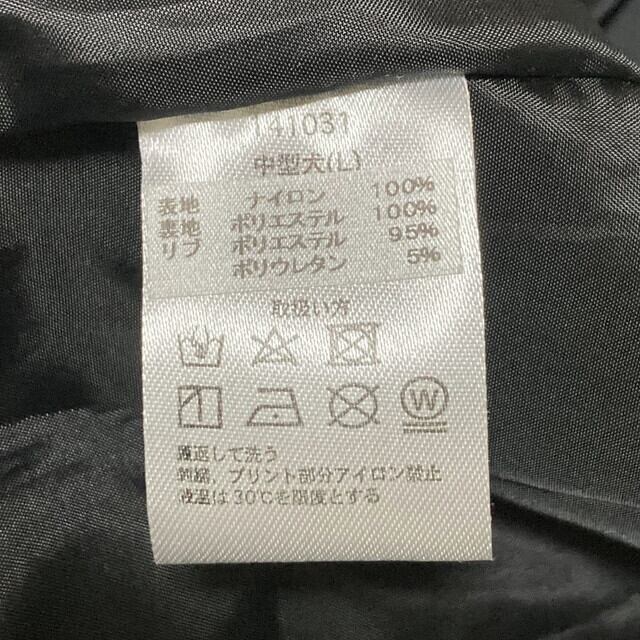 141031
中型犬(L)
表地 ナイロン 100%
裏地 ポリエステル 100%
リブ ポリエステル 95%
ポリウレタン 5%
取扱い方
W
裏返して洗う
刺繍、プリント部分アイロン禁止
液温は30℃を限度とする